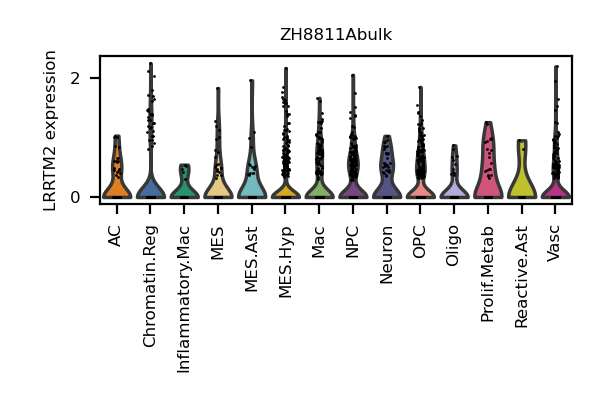 ZH8811Abulk
LRRTM2 expression
2
0
AC
Chromatin.Reg
Inflammatory.Mac
MES
MES.Ast
MES.Hyp
Mac
NPC
Neuron
OPC
Oligo
Prolif.Metab
Reactive.Ast
Vasc